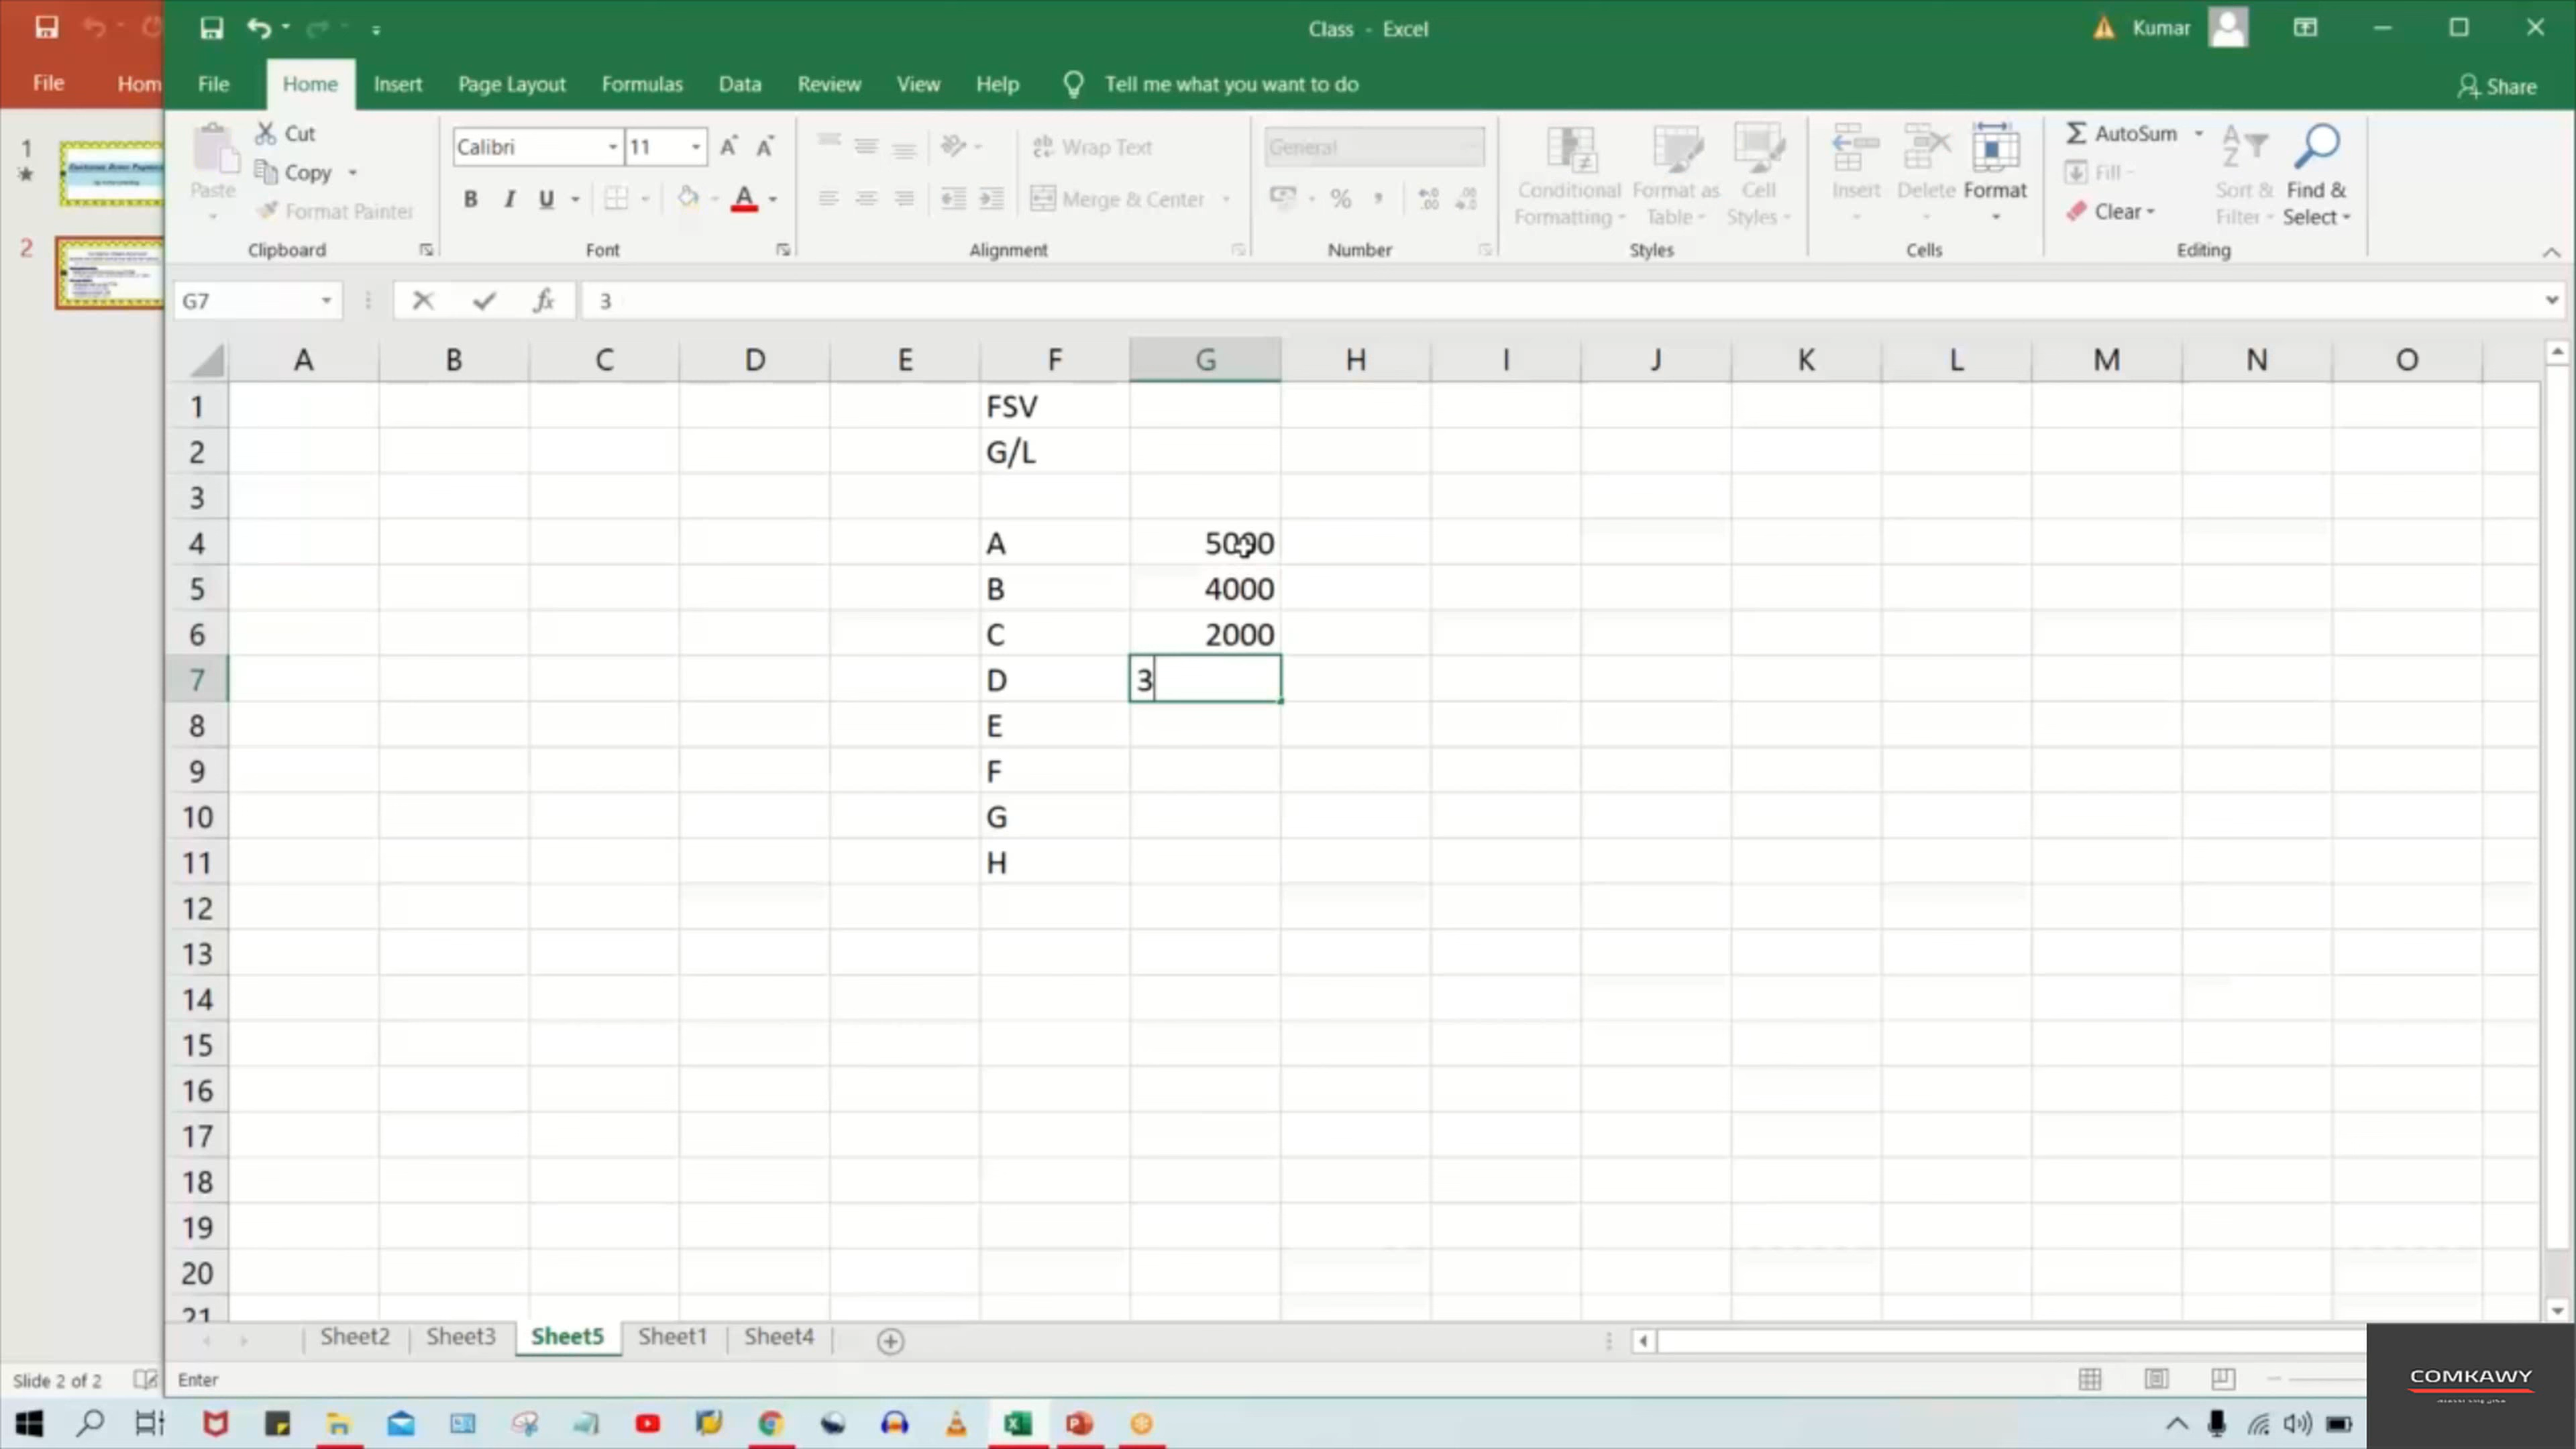 Class - Excel
Kumar
File Hom
File Home Insert Page Layout Formulas Data Review View Help Tell me what you want to do
Share
1
2
Paste
Cut
Copy
Format Painter
Clipboard
Calibri 11
B I U A
Font
Wrap Text
Merge & Center
Alignment
General
%
Number
Conditional Formatting
Format as Table
Cell Styles
Styles
Insert Delete Format
Cells
AutoSum
Fill
Clear
Sort & Filter
Find & Select
Editing
G7 fx 3
A B C D E F G H I J K L M N O
1 FSV
2 G/L
3
4 A 5000
5 B 4000
6 C 2000
7 D 3
8 E
9 F
10 G
11 H
12
13
14
15
16
17
18
19
20
21
Sheet2 Sheet3 Sheet5 Sheet1 Sheet4
Slide 2 of 2
Enter
COMKAWY